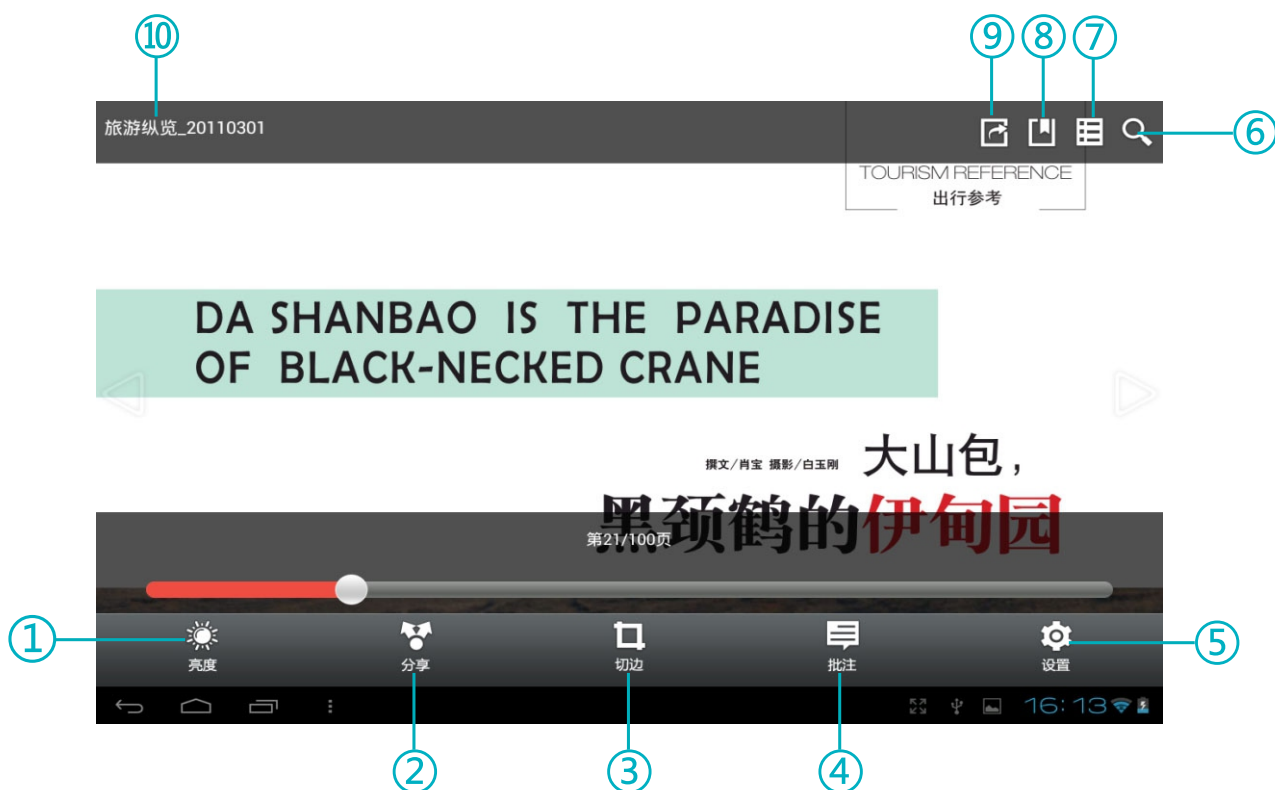 ⑩
⑨ ⑧ ⑦
旅游纵览_20110301
⑥
TOURISM REFERENCE
出行参考
DA SHANBAO IS THE PARADISE
OF BLACK-NECKED CRANE
撰文/肖宝 摄影/白玉刚
大山包，
黑颈鹤的伊甸园
第21/100页
①
亮度
分享
切边
批注
设置
⑤
16:13
② ③ ④